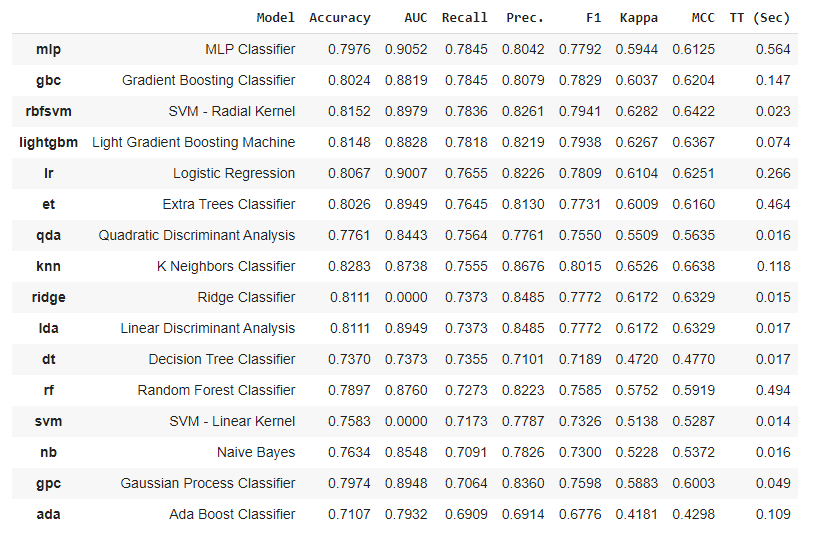 Model Accuracy AUC Recall Prec. F1 Kappa MCC TT (Sec)
mlp MLP Classifier 0.7976 0.9052 0.7845 0.8042 0.7792 0.5944 0.6125 0.564
gbc Gradient Boosting Classifier 0.8024 0.8819 0.7845 0.8079 0.7829 0.6037 0.6204 0.147
rbfsvm SVM - Radial Kernel 0.8152 0.8979 0.7836 0.8261 0.7941 0.6282 0.6422 0.023
lightgbm Light Gradient Boosting Machine 0.8148 0.8828 0.7818 0.8219 0.7938 0.6267 0.6367 0.074
lr Logistic Regression 0.8067 0.9007 0.7655 0.8226 0.7809 0.6104 0.6251 0.266
et Extra Trees Classifier 0.8026 0.8949 0.7645 0.8130 0.7731 0.6009 0.6160 0.464
qda Quadratic Discriminant Analysis 0.7761 0.8443 0.7564 0.7761 0.7550 0.5509 0.5635 0.016
knn K Neighbors Classifier 0.8283 0.8738 0.7555 0.8676 0.8015 0.6526 0.6638 0.118
ridge Ridge Classifier 0.8111 0.0000 0.7373 0.8485 0.7772 0.6172 0.6329 0.015
lda Linear Discriminant Analysis 0.8111 0.8949 0.7373 0.8485 0.7772 0.6172 0.6329 0.017
dt Decision Tree Classifier 0.7370 0.7373 0.7355 0.7101 0.7189 0.4720 0.4770 0.017
rf Random Forest Classifier 0.7897 0.8760 0.7273 0.8223 0.7585 0.5752 0.5919 0.494
svm SVM - Linear Kernel 0.7583 0.0000 0.7173 0.7787 0.7326 0.5138 0.5287 0.014
nb Naive Bayes 0.7634 0.8548 0.7091 0.7826 0.7300 0.5228 0.5372 0.016
gpc Gaussian Process Classifier 0.7974 0.8948 0.7064 0.8360 0.7598 0.5883 0.6003 0.049
ada Ada Boost Classifier 0.7107 0.7932 0.6909 0.6914 0.6776 0.4181 0.4298 0.109